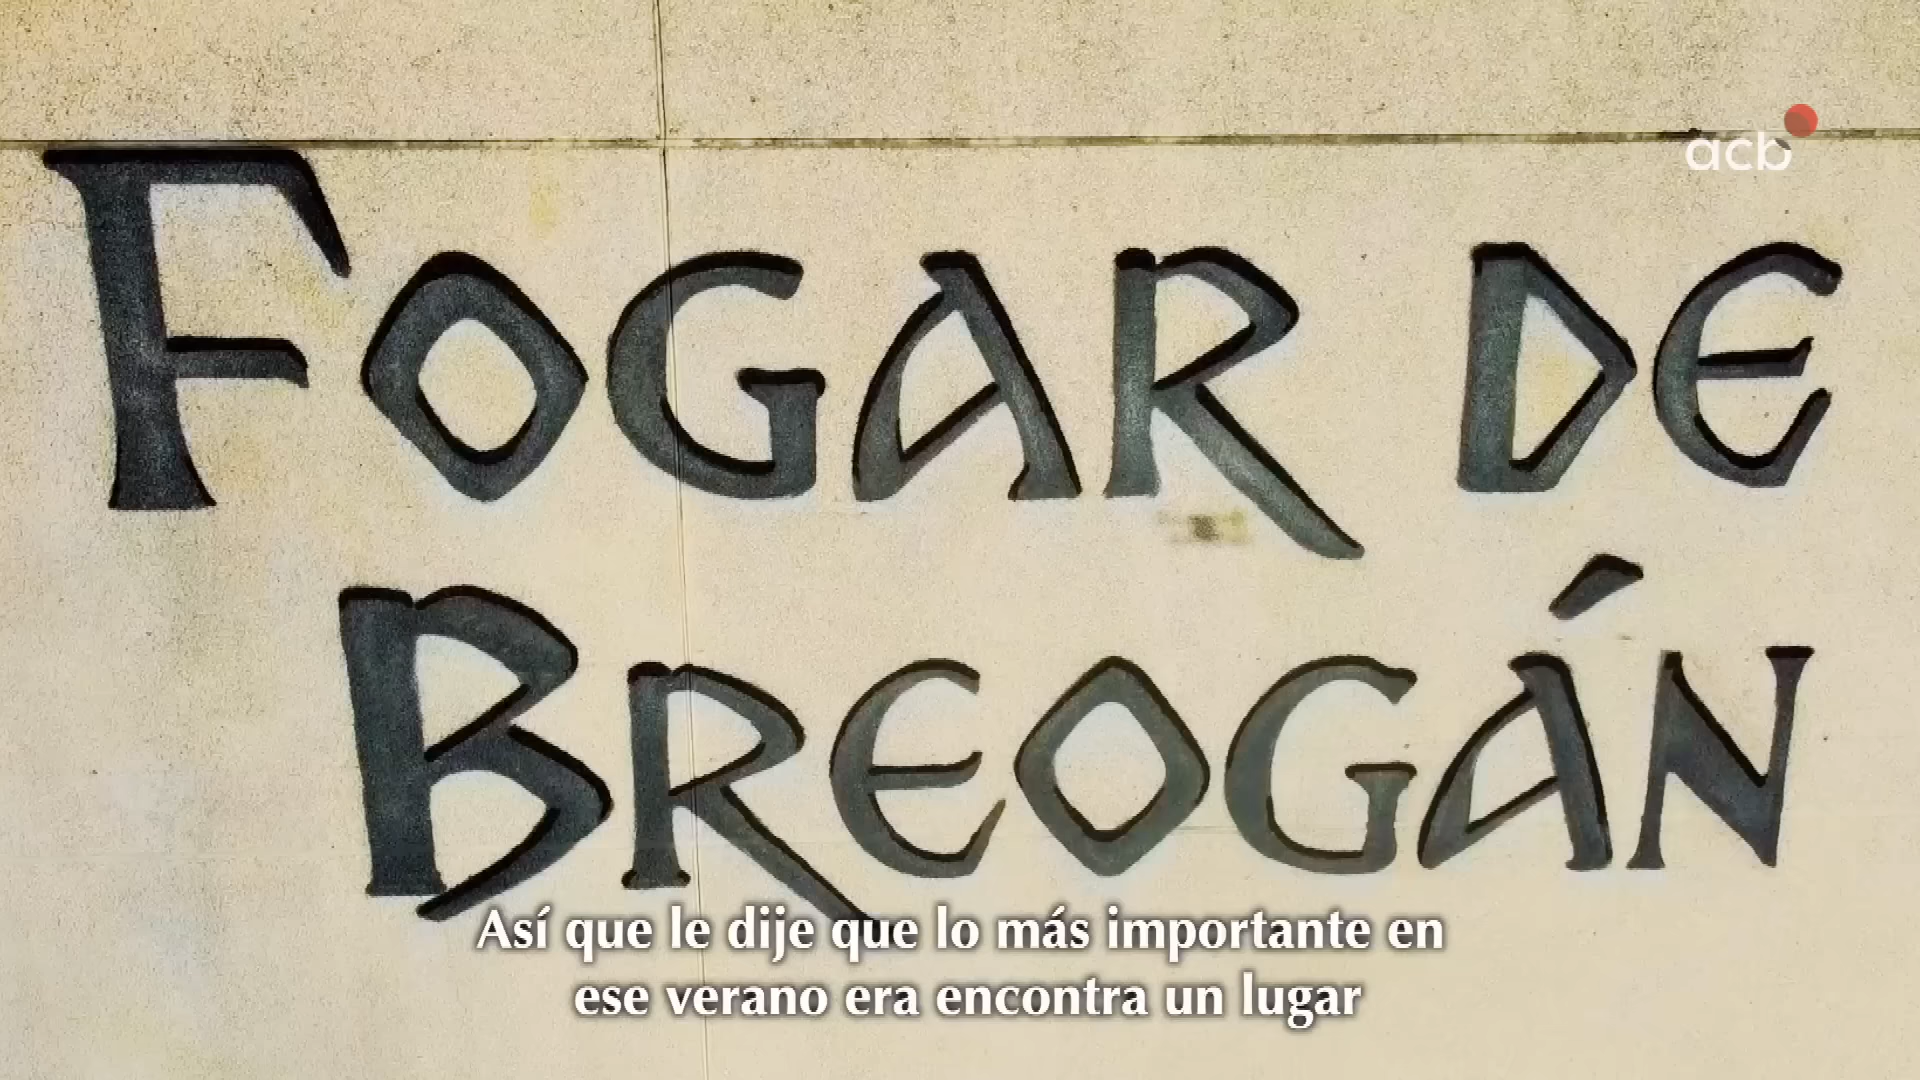 acb
FOGAR DE
BREOGÁN
Así que le dije que lo más importante en
ese verano era encontra un lugar